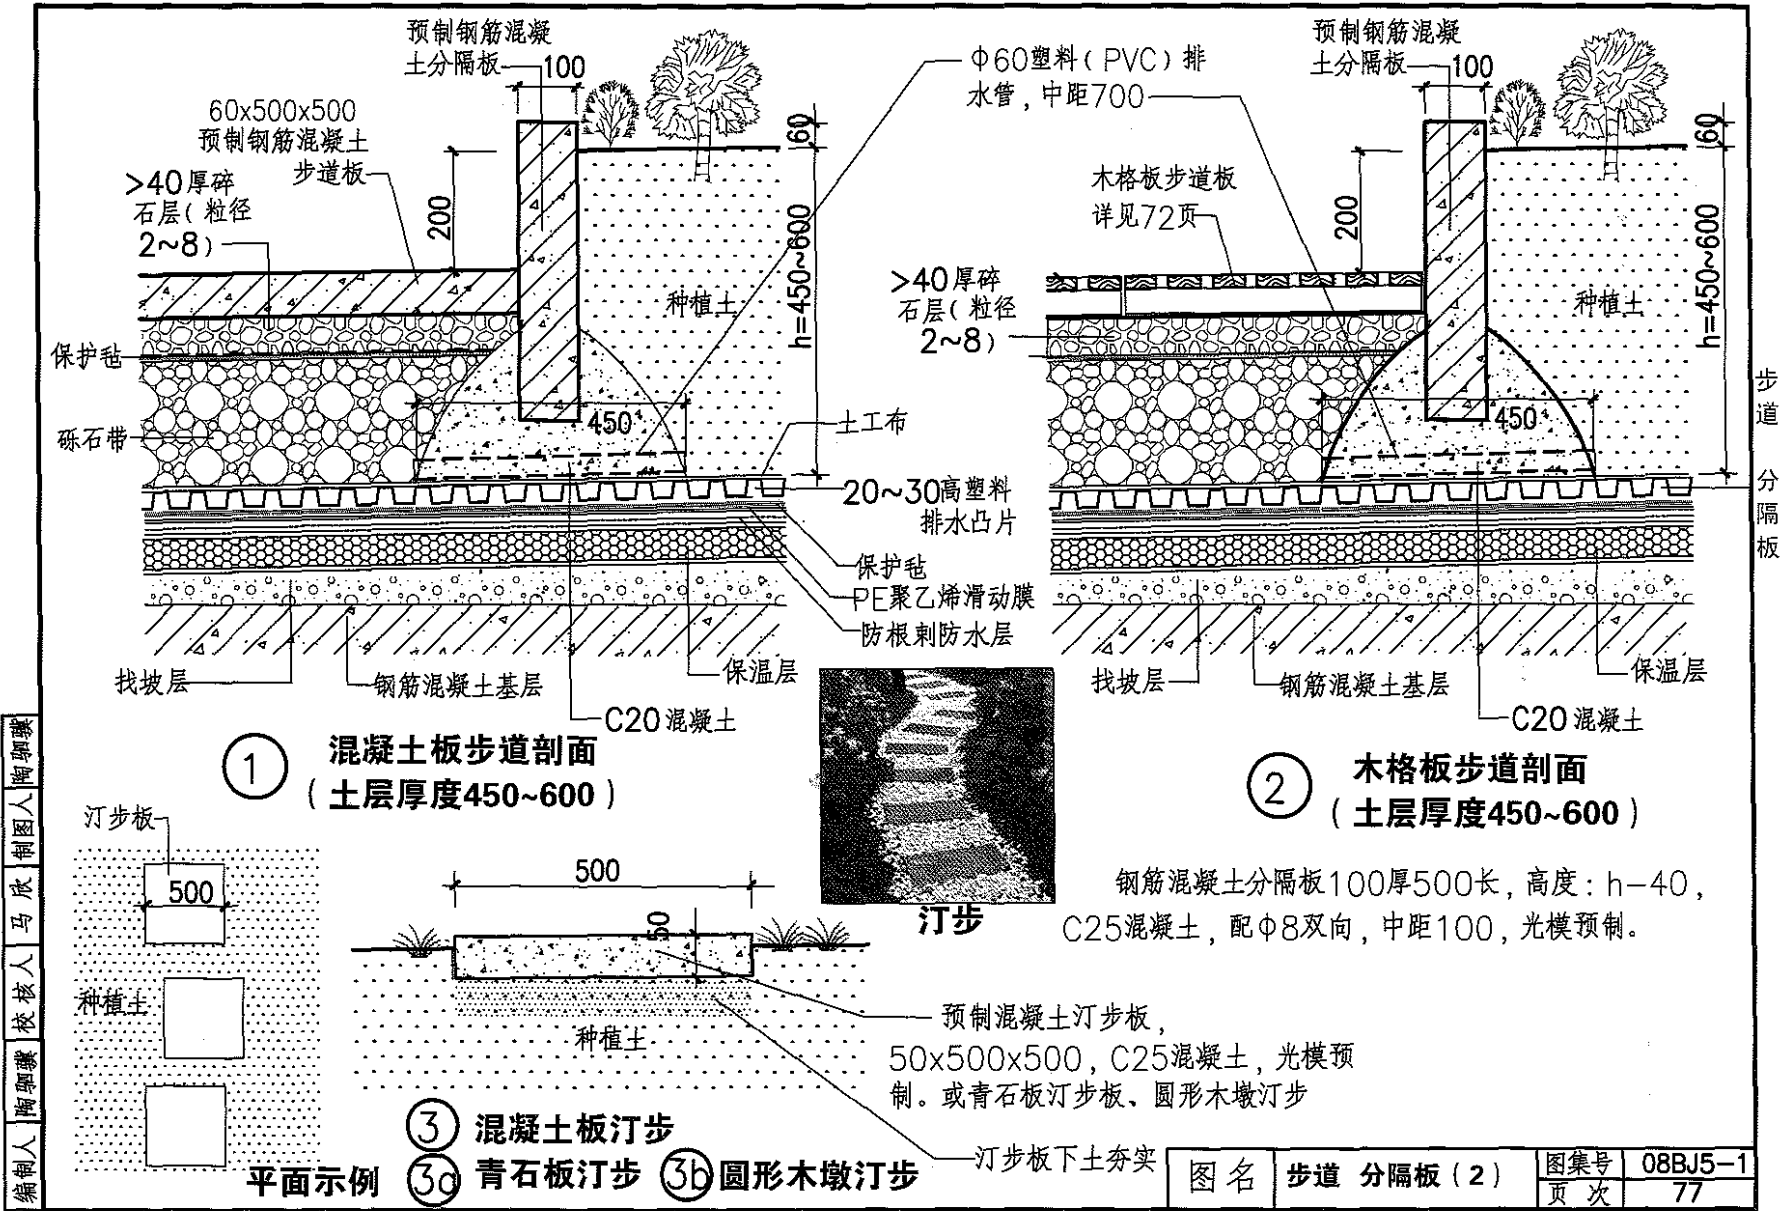 预制钢筋混凝
土分隔板
100
60x500x500
预制钢筋混凝土
步道板
>40厚碎
石层(粒径
2~8)
200
60
h=450~600
种植土
保护毡
砾石带
450
Φ60塑料(PVC)排
水管,中距700
土工布
20~30高塑料
排水凸片
保护毡
PE聚乙烯滑动膜
防根刺防水层
保温层
找坡层
钢筋混凝土基层
C20混凝土
1
混凝土板步道剖面
(土层厚度450~600)
预制钢筋混凝
土分隔板
100
木格板步道板
详见72页
>40厚碎
石层(粒径
2~8)
200
60
h=450~600
种植土
450
找坡层
钢筋混凝土基层
保温层
C20混凝土
2
木格板步道剖面
(土层厚度450~600)
步道 分隔板
汀步
钢筋混凝土分隔板100厚500长,高度:h-40,
C25混凝土,配Φ8双向,中距100,光模预制。
汀步板
500
种植土
平面示例
500
50
种植土
预制混凝土汀步板,
50x500x500,C25混凝土,光模预
制。或青石板汀步板、圆形木墩汀步
汀步板下土夯实
3 混凝土板汀步
3a 青石板汀步
3b 圆形木墩汀步
编制人
校核人 马欣
制图人
图名
步道 分隔板(2)
图集号
08BJ5-1
页次
77